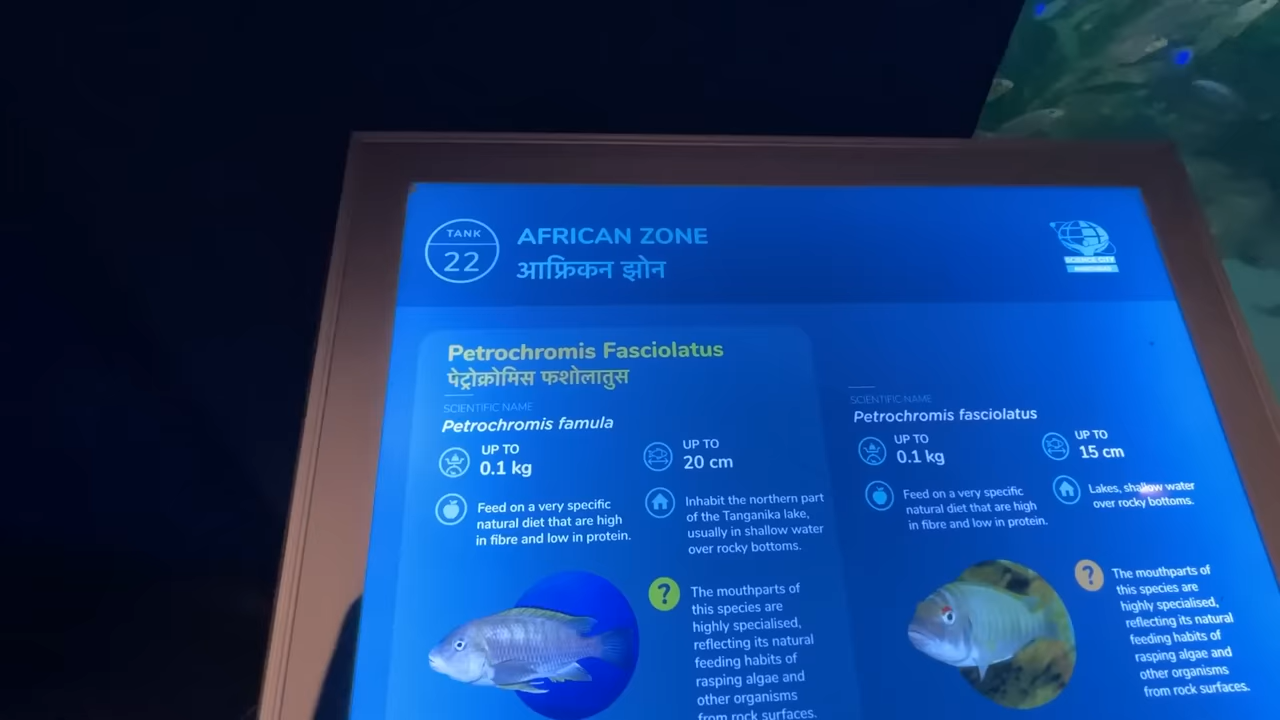 TANK
22
AFRICAN ZONE
आफ्रिकन झोन
SCIENCE CITY
Petrochromis Fasciolatus
पेट्रोक्रोमिस फशोलातुस
SCIENTIFIC NAME
Petrochromis famula
UP TO
0.1 kg
UP TO
20 cm
Feed on a very specific
natural diet that are high
in fibre and low in protein.
Inhabit the northern part
of the Tanganika lake,
usually in shallow water
over rocky bottoms.
?
The mouthparts of
this species are
highly specialised,
reflecting its natural
feeding habits of
rasping algae and
other organisms
from rock surfaces.
SCIENTIFIC NAME
Petrochromis fasciolatus
UP TO
0.1 kg
UP TO
15 cm
Feed on a very specific
natural diet that are high
in fibre and low in protein.
Lakes, shallow water
over rocky bottoms.
?
The mouthparts of
this species are
highly specialised,
reflecting its natural
feeding habits of
rasping algae and
other organisms
from rock surfaces.